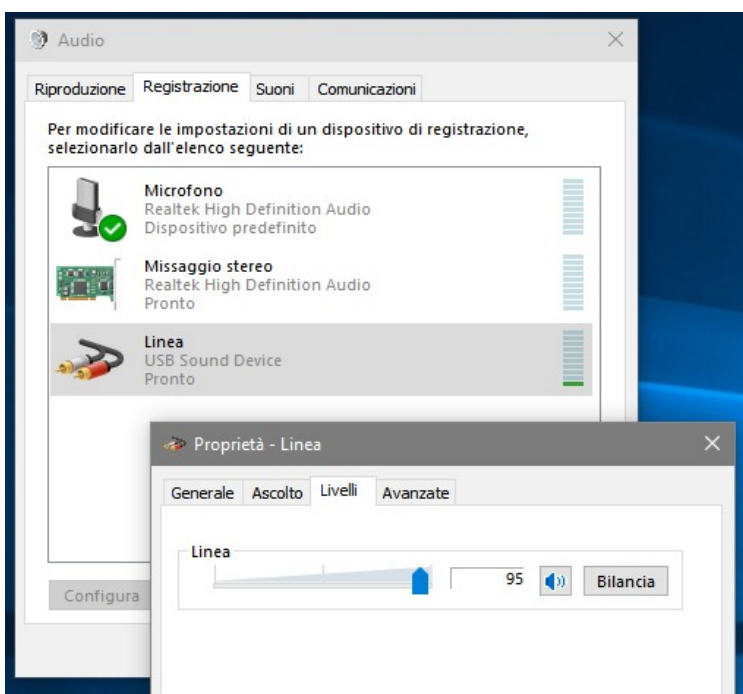 Audio
Riproduzione Registrazione Suoni Comunicazioni
Per modificare le impostazioni di un dispositivo di registrazione,
selezionarlo dall'elenco seguente:
Microfono
Realtek High Definition Audio
Dispositivo predefinito
Missaggio stereo
Realtek High Definition Audio
Pronto
Linea
USB Sound Device
Pronto
Configura
Proprietà - Linea
Generale Ascolto Livelli Avanzate
Linea
95 Bilancia